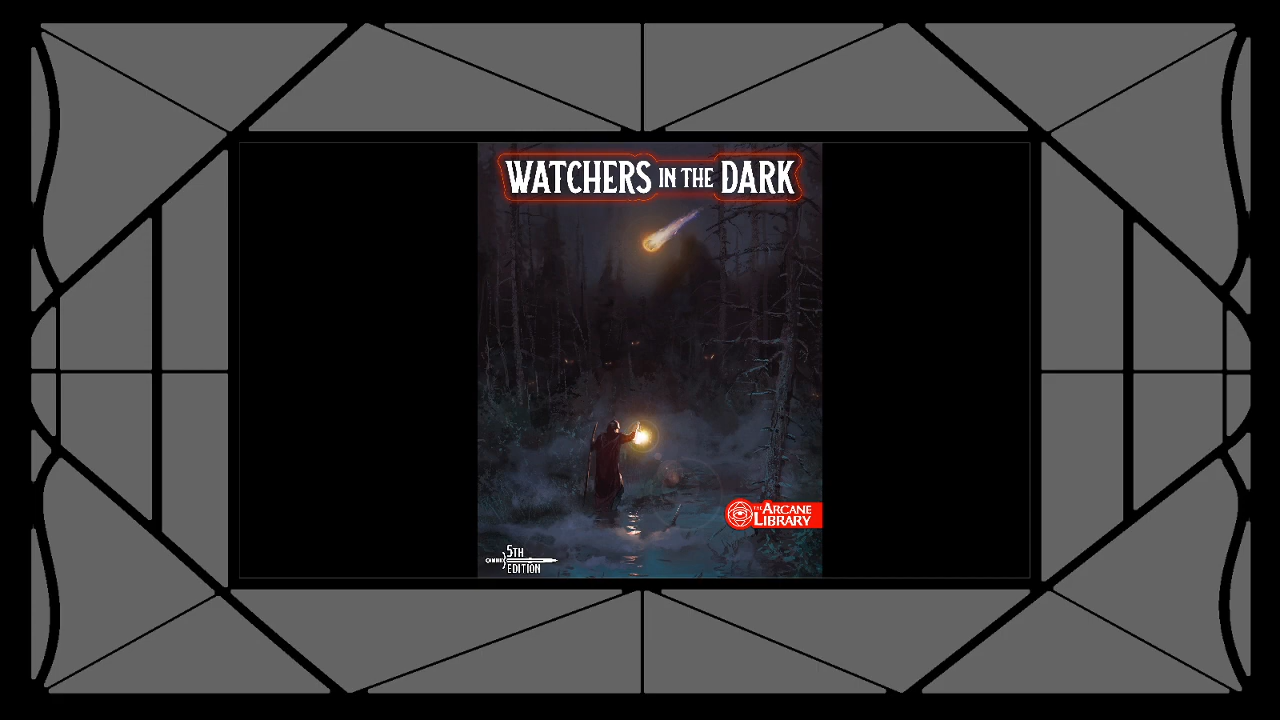 WATCHERS IN THE DARK
THE ARCANE
LIBRARY
5TH
EDITION